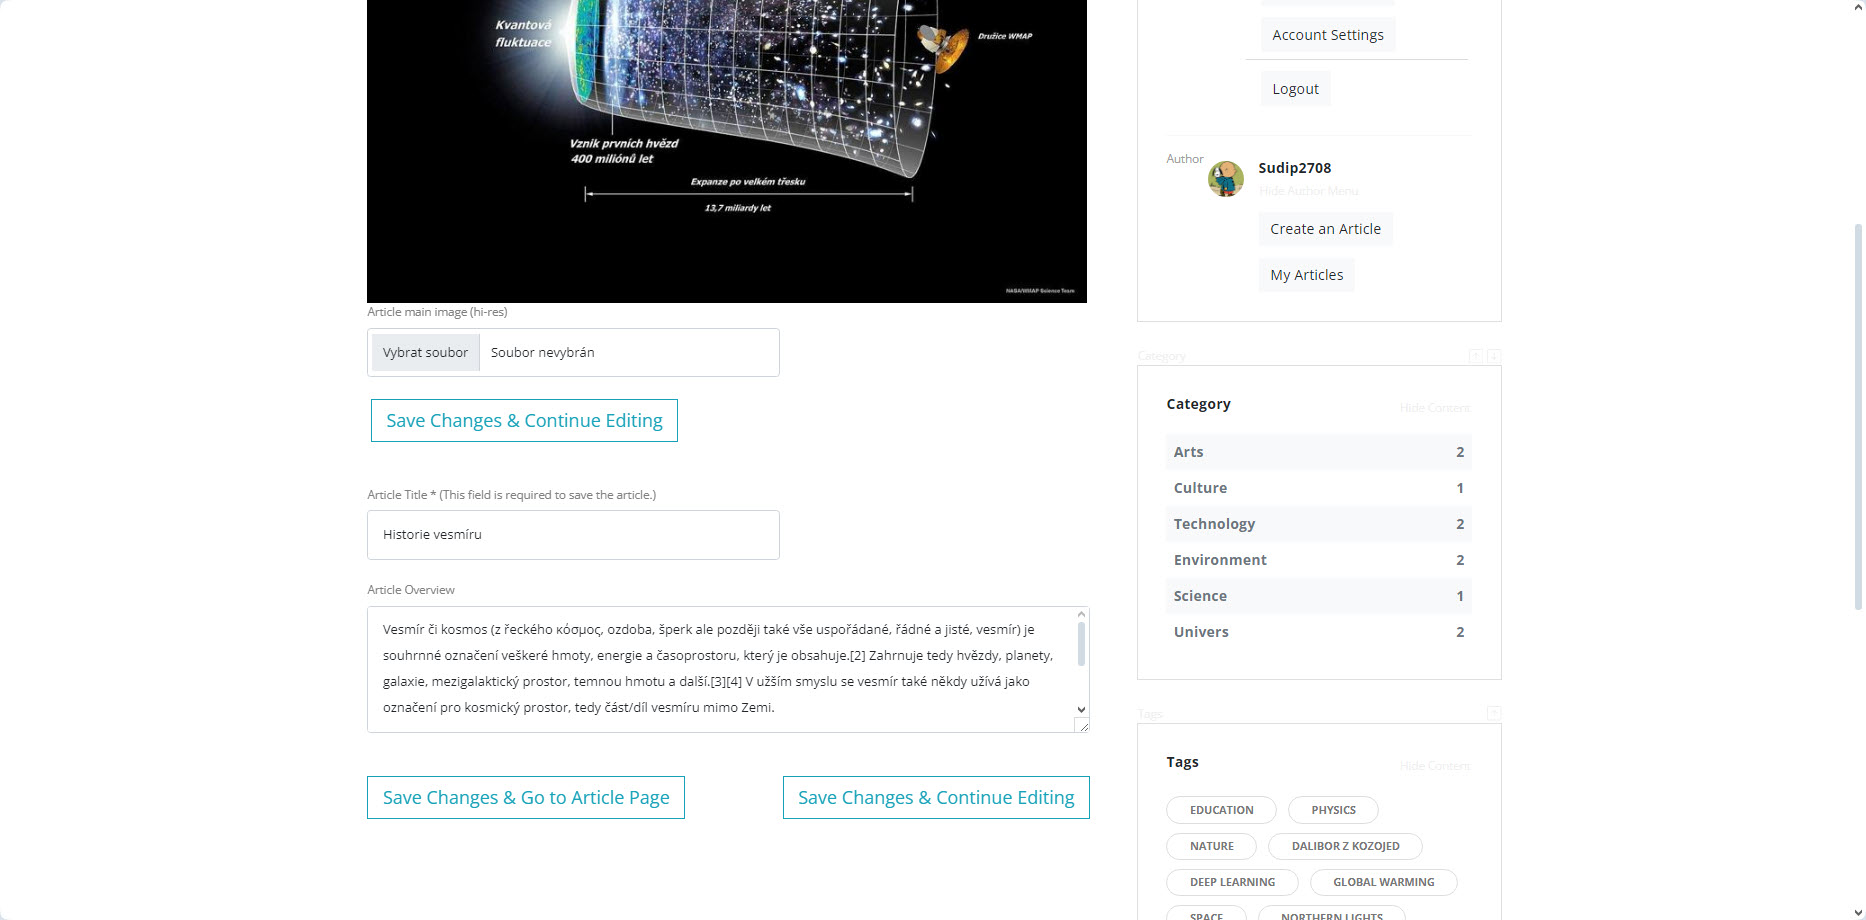 Kvantová
fluktuace
Družice WMAP
Vznik prvních hvězd
400 miliónů let
Expanze po velkém třesku
13,7 miliardy let
NASA/WMAP Science Team
Article main image (hi-res)
Vybrat soubor Soubor nevybrán
Save Changes & Continue Editing
Article Title * (This field is required to save the article.)
Historie vesmíru
Article Overview
Vesmír či kosmos (z řeckého κόσμος, ozdoba, šperk ale později také vše uspořádané, řádné a jisté, vesmír) je
souhrnné označení veškeré hmoty, energie a časoprostoru, který je obsahuje.[2] Zahrnuje tedy hvězdy, planety,
galaxie, mezigalaktický prostor, temnou hmotu a další.[3][4] V užším smyslu se vesmír také někdy užívá jako
označení pro kosmický prostor, tedy část/díl vesmíru mimo Zemi.
Save Changes & Go to Article Page
Save Changes & Continue Editing
Account Settings
Logout
Author
Sudip2708
Hide Author Menu
Create an Article
My Articles
Category
Category
Hide Content
Arts 2
Culture 1
Technology 2
Environment 2
Science 1
Univers 2
Tags
Tags
Hide Content
EDUCATION PHYSICS
NATURE DALIBOR Z KOZOJED
DEEP LEARNING GLOBAL WARMING
SPACE NORTHERN LIGHTS